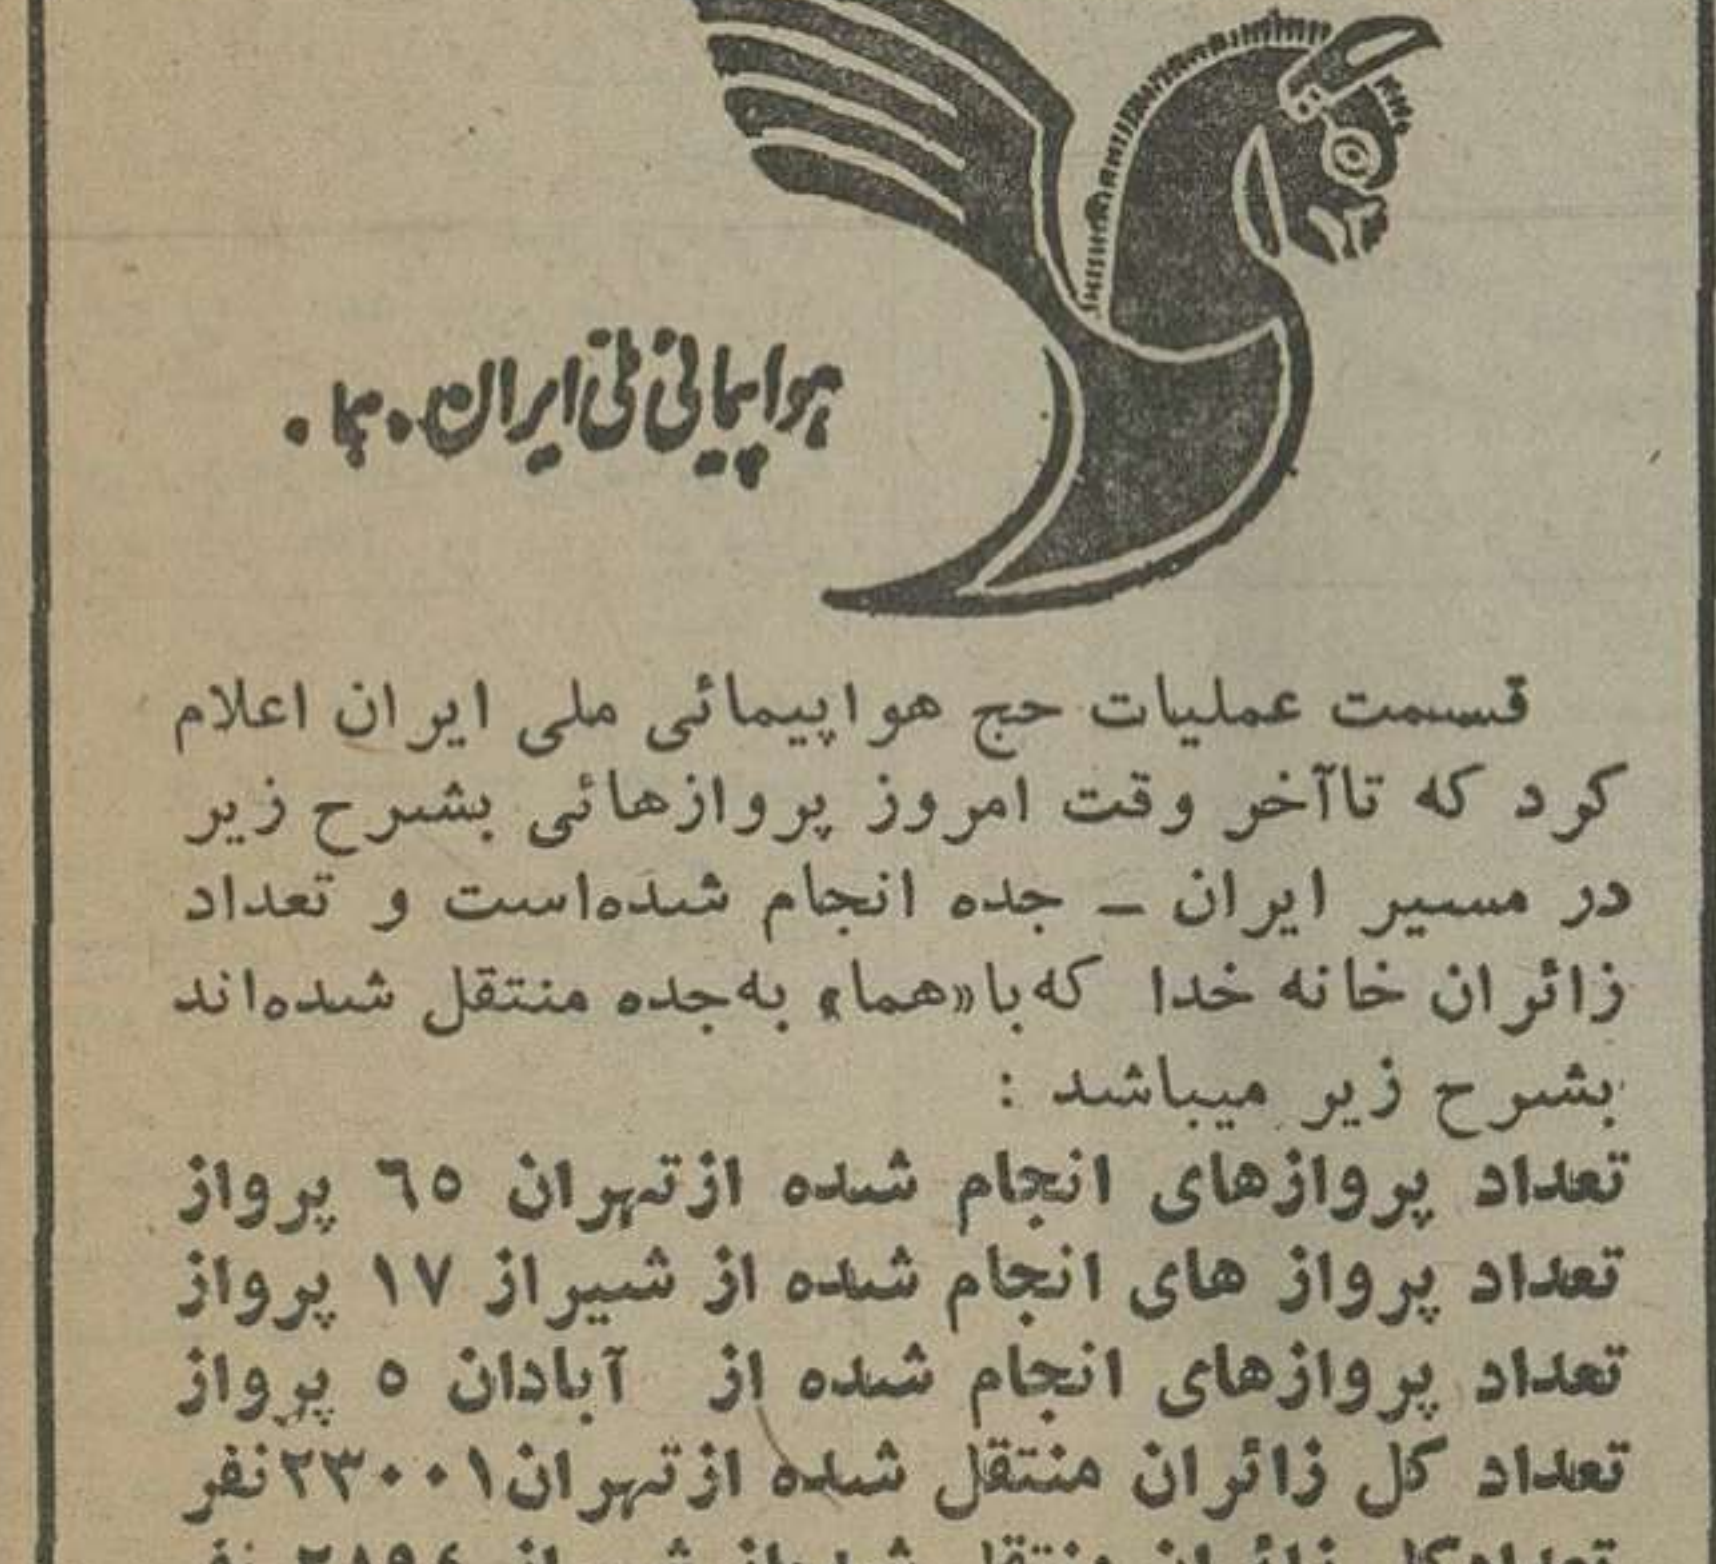 هواپیمائی ملی ایران. هما.
قسمت عملیات حج هواپیمائی ملی ایران اعلام
کرد که تاآخر وقت امروز پروازهائی بشرح زیر
در مسیر ایران ــ جده انجام شده‌است و تعداد
زائران خانه خدا که‌با «هما» به‌جده منتقل شده‌اند
بشرح زیر میباشد :
تعداد پروازهای انجام شده ازتهران ٦٥ پرواز
تعداد پرواز های انجام شده از شیراز ۱۷ پرواز
تعداد پروازهای انجام شده از آبادان ٥ پرواز
تعداد کل زائران منتقل شده ازتهران ۲۳۰۰۱ نفر